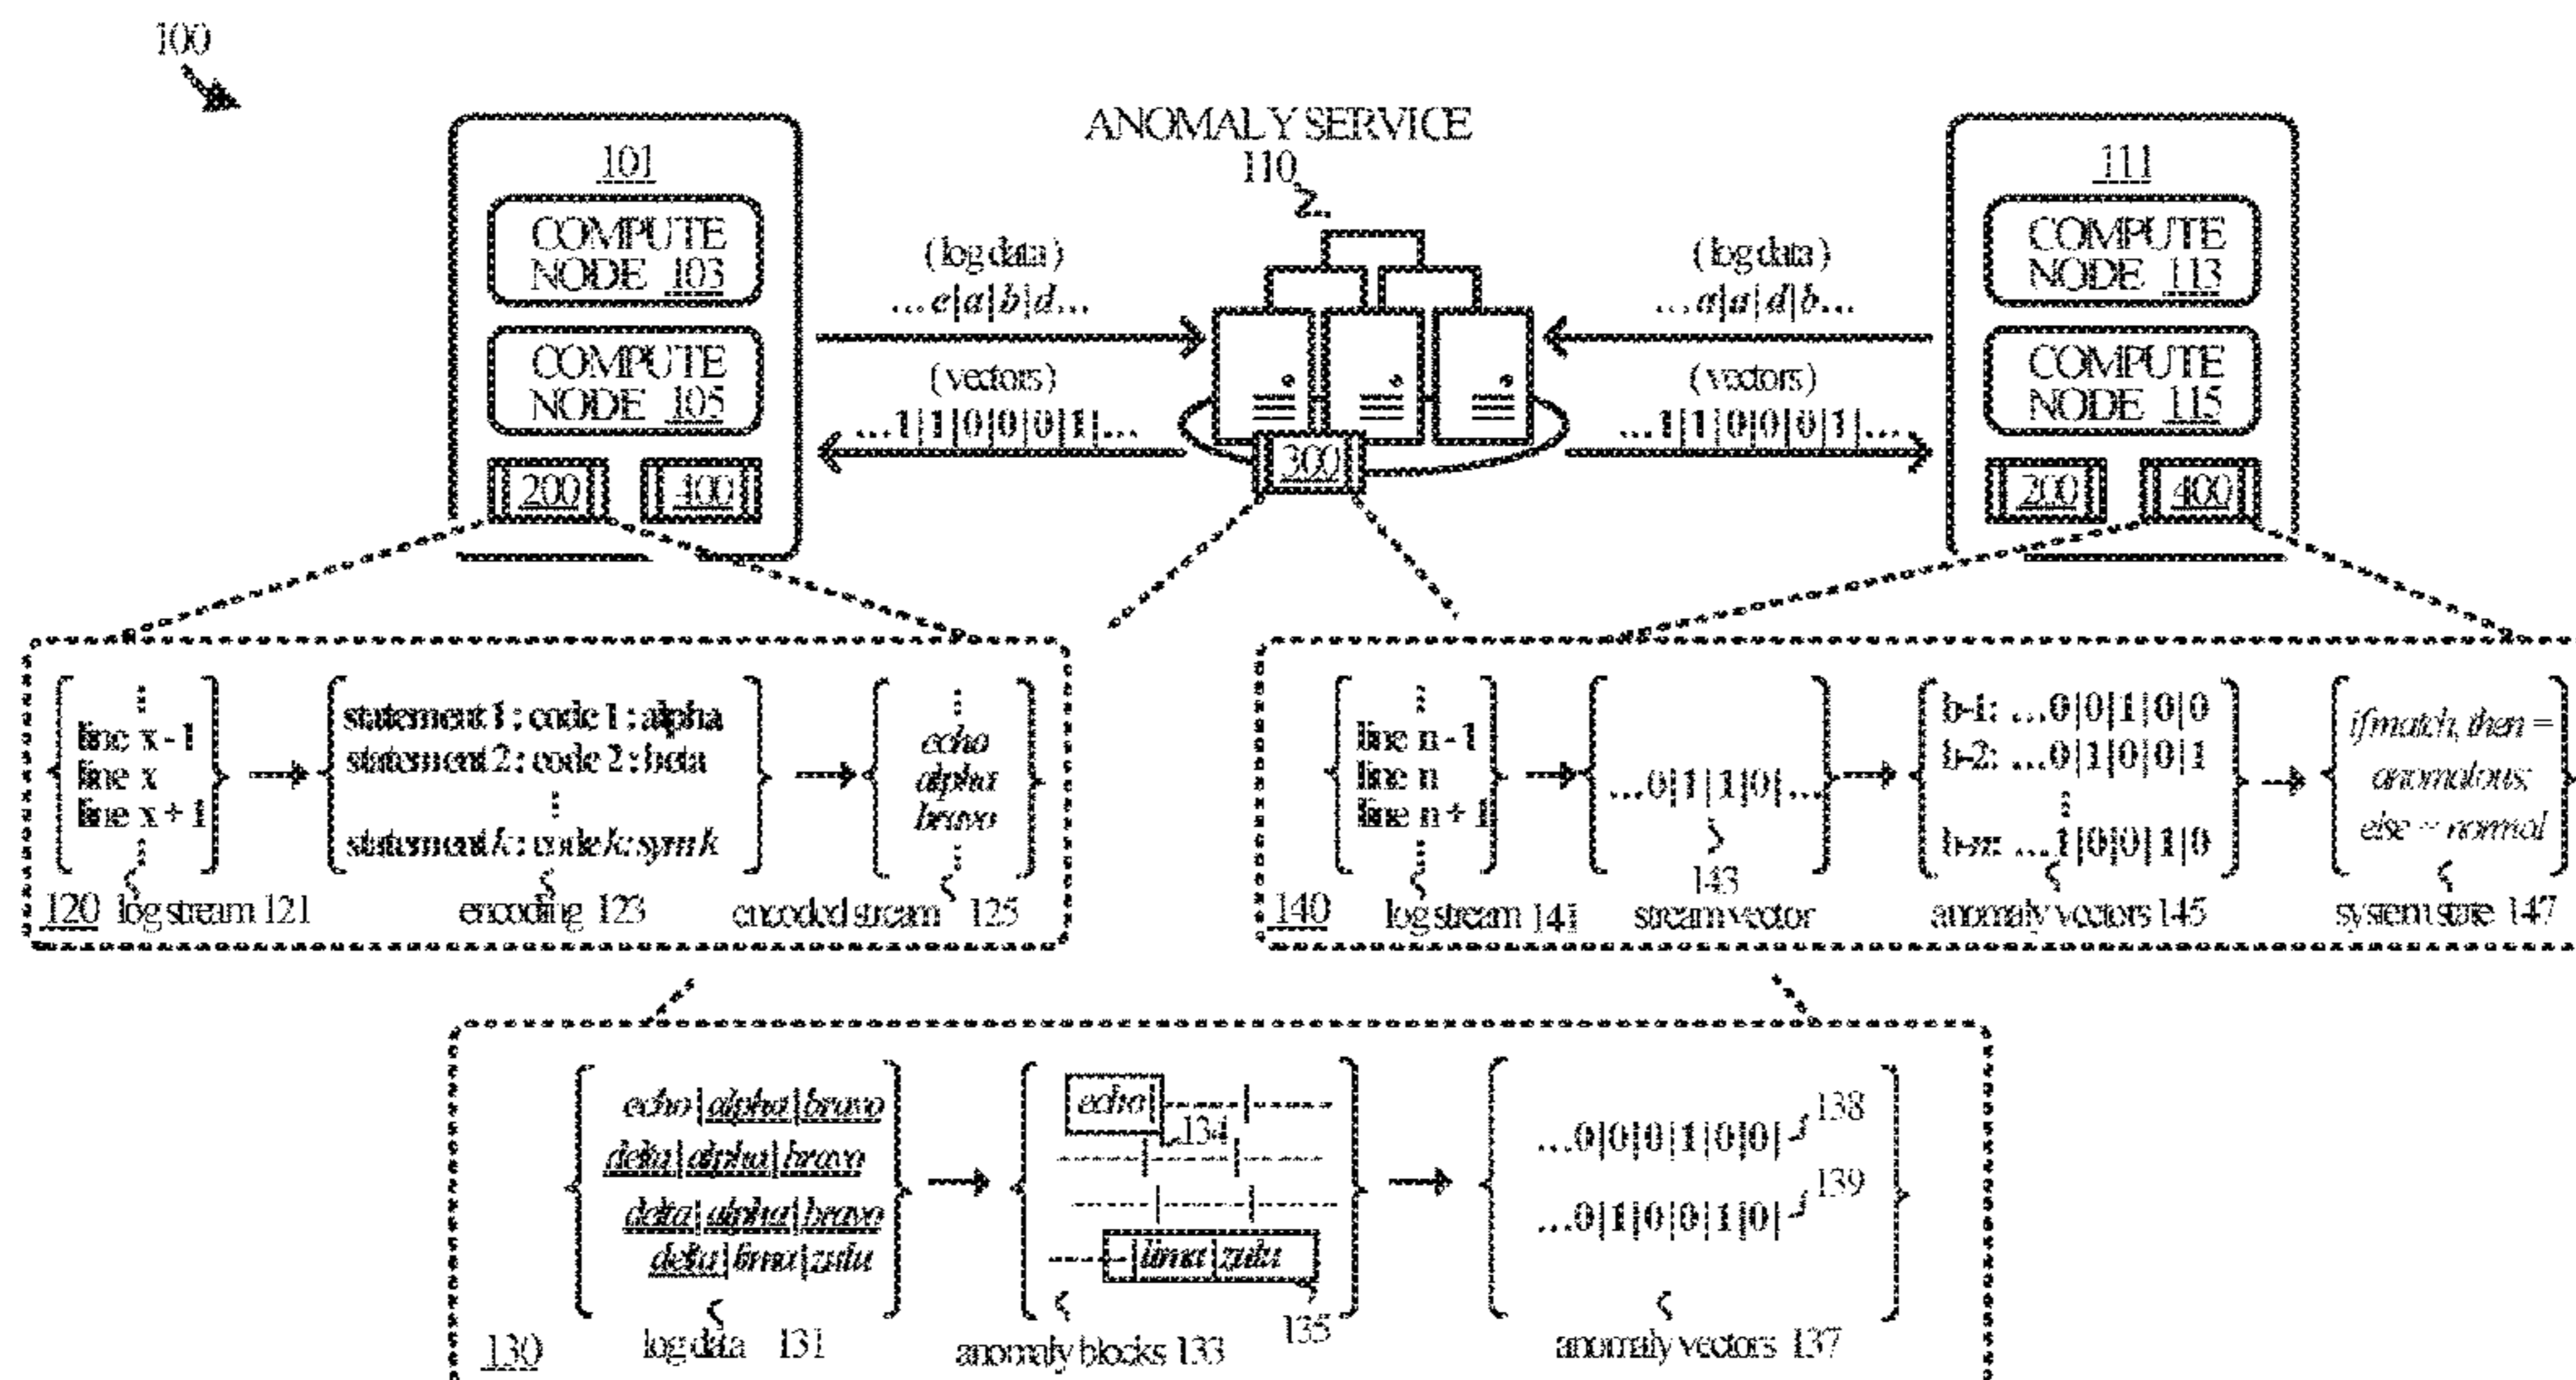 100
ANOMALY SERVICE
110
101
COMPUTE
NODE 103
COMPUTE
NODE 105
200
400
(log data)
...e|a|b|d...
(vectors)
...1|1|0|0|0|1|...
300
(log data)
...a|a|d|b...
(vectors)
...1|1|0|0|0|1|...
111
COMPUTE
NODE 113
COMPUTE
NODE 115
200
400
line x - 1
line x
line x + 1
120 log stream 121
statement 1 : code 1 : alpha
statement 2 : code 2 : beta
statement k : code k : sym k
encoding 123
echo
alpha
bravo
encoded stream 125
line n - 1
line n
line n + 1
140 log stream 141
...0|1|1|0|...
143
stream vector
b-1: ...0|0|1|0|0
b-2: ...0|1|0|0|1
...1|0|0|1|0
anomaly vectors 145
if match, then =
anomalous;
else = normal
system state 147
echo|alpha|bravo
delta|alpha|bravo
delta|alpha|bravo
delta|lima|zulu
130 log data 131
echo|
134
|lima|zulu
135
anomaly blocks 133
...0|0|0|1|0|0| 138
...0|1|0|0|1|0| 139
anomaly vectors 137